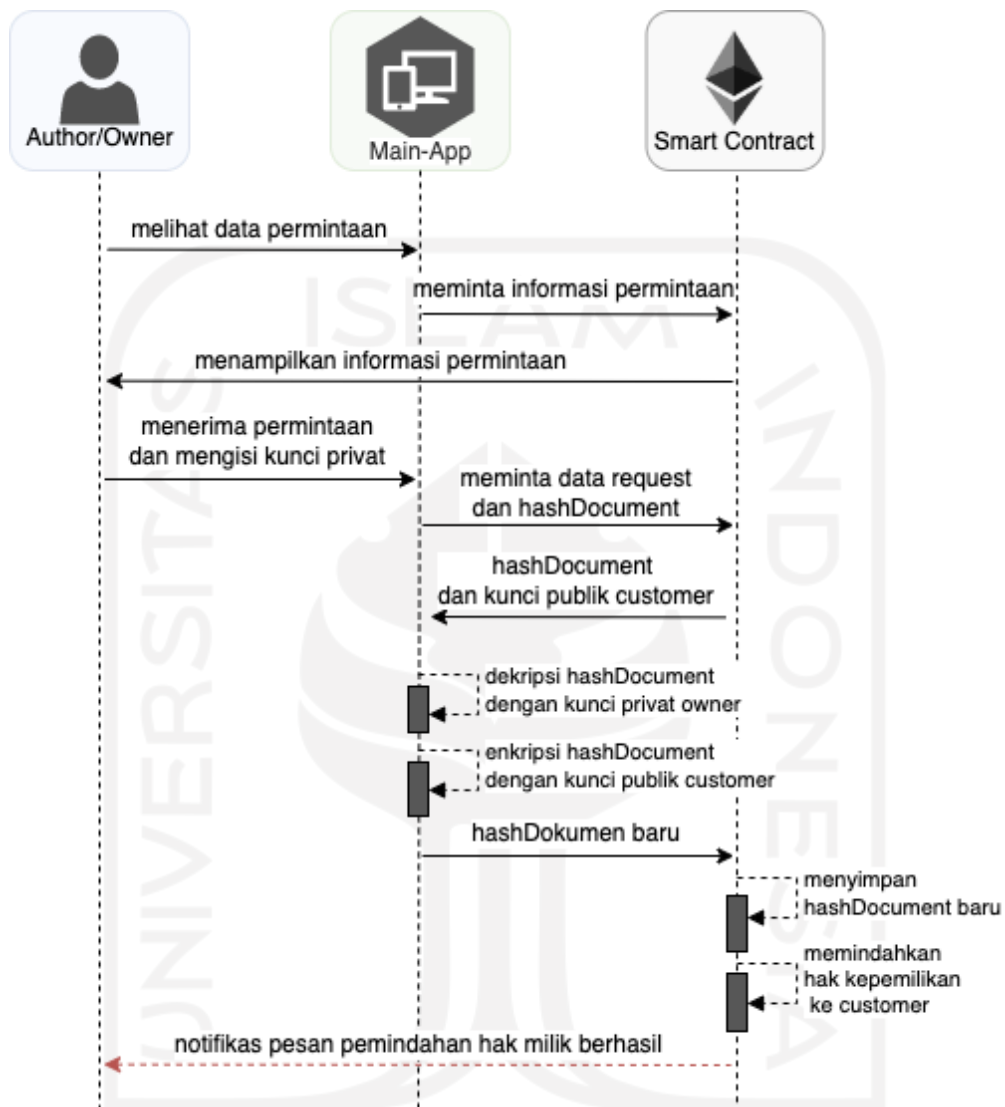 Author/Owner
Main-App
Smart Contract
melihat data permintaan
meminta informasi permintaan
menampilkan informasi permintaan
menerima permintaan
dan mengisi kunci privat
meminta data request
dan hashDocument
hashDocument
dan kunci publik customer
dekripsi hashDocument
dengan kunci privat owner
enkripsi hashDocument
dengan kunci publik customer
hashDokumen baru
menyimpan
hashDocument baru
memindahkan
hak kepemilikan
ke customer
notifikas pesan pemindahan hak milik berhasil
UNIVERSITAS
ISLAM
INDONESIA